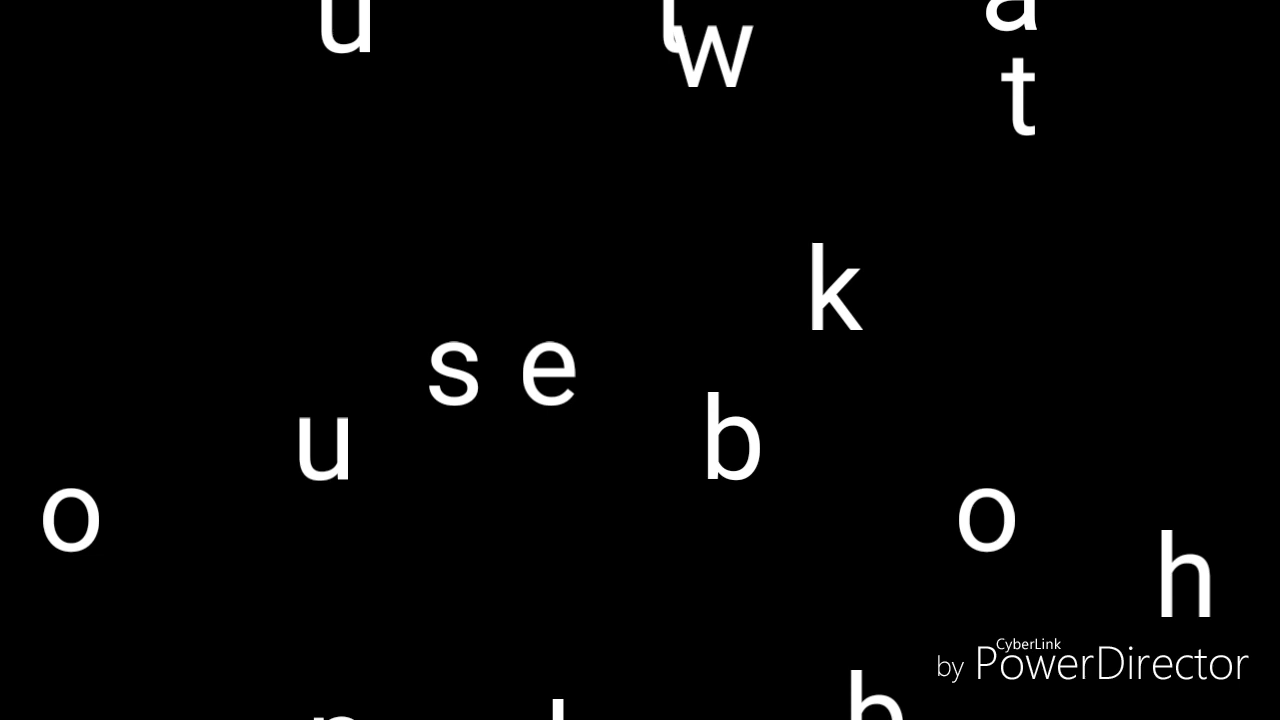 u w a
t
k
s e
u b
o o
h
CyberLink
by PowerDirector
h